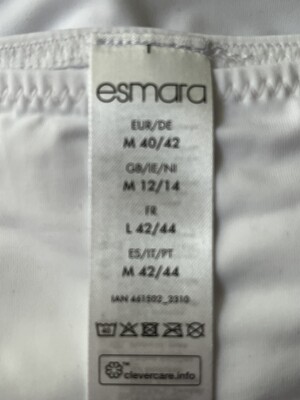 esmara
EUR/DE
M 40/42
GB/IE/NI
M 12/14
FR
L 42/44
ES/IT/PT
M 42/44
IAN 461502_2310
clevercare.info